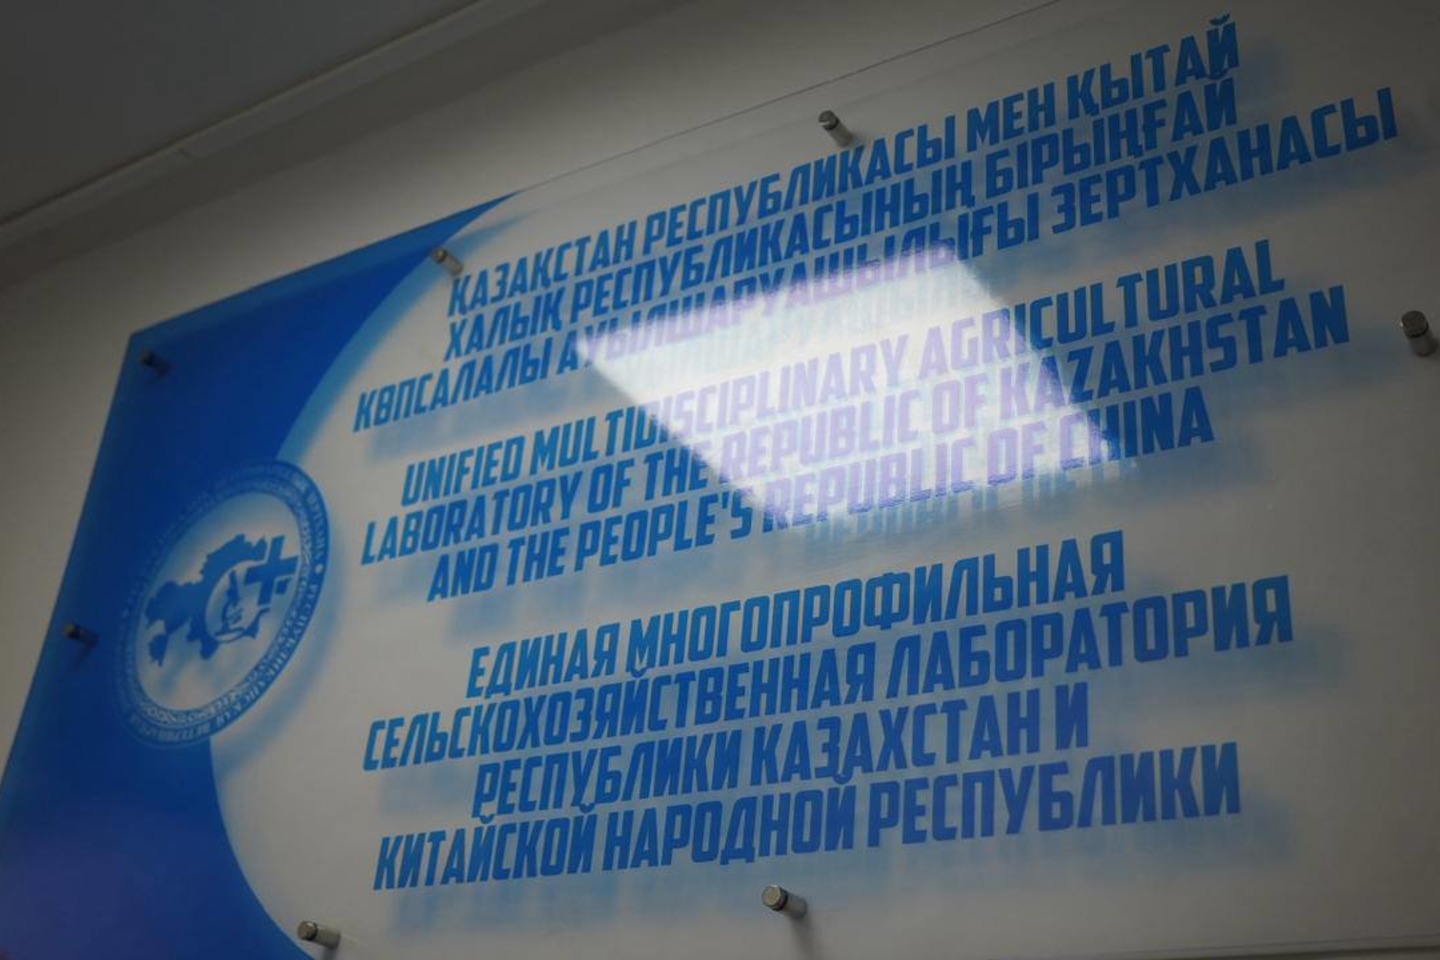 ҚАЗАҚСТАН РЕСПУБЛИКАСЫ МЕН ҚЫТАЙ
ХАЛЫҚ РЕСПУБЛИКАСЫНЫҢ БІРЫҢҒАЙ
КӨПСАЛАЛЫ АУЫЛШАРУАШЫЛЫҒЫ ЗЕРТХАНАСЫ
UNIFIED MULTIDISCIPLINARY AGRICULTURAL
LABORATORY OF THE REPUBLIC OF KAZAKHSTAN
AND THE PEOPLE'S REPUBLIC OF CHINA
ЕДИНАЯ МНОГОПРОФИЛЬНАЯ
СЕЛЬСКОХОЗЯЙСТВЕННАЯ ЛАБОРАТОРИЯ
РЕСПУБЛИКИ КАЗАХСТАН И
КИТАЙСКОЙ НАРОДНОЙ РЕСПУБЛИКИ